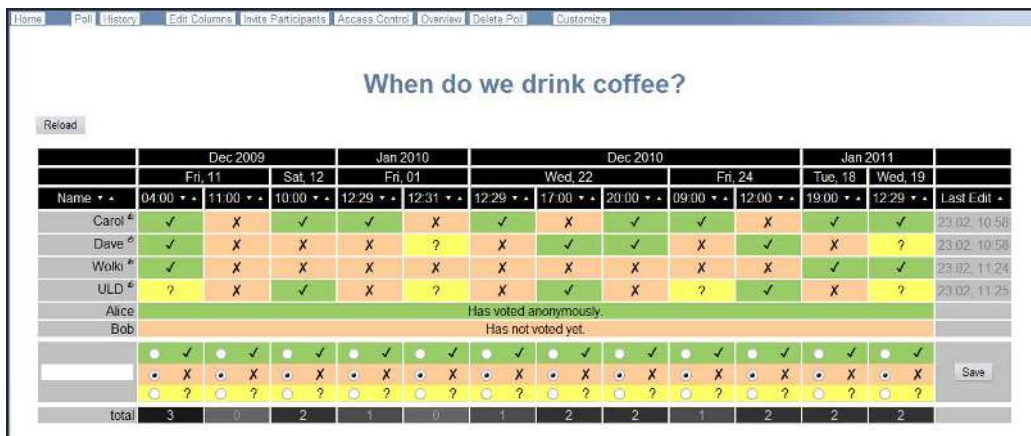 Home Poll History Edit Columns Invite Participants Access Control Overview Delete Poll Customize
When do we drink coffee?
Reload
Dec 2009 Jan 2010 Dec 2010 Jan 2011
Fri, 11 Sat, 12 Fri, 01 Wed, 22 Fri, 24 Tue, 18 Wed, 19
Name ▼ ▲ 04:00 ▼ ▲ 11:00 ▼ ▲ 10:00 ▼ ▲ 12:29 ▼ ▲ 12:31 ▼ ▲ 12:29 ▼ ▲ 17:00 ▼ ▲ 20:00 ▼ ▲ 09:00 ▼ ▲ 12:00 ▼ ▲ 19:00 ▼ ▲ 12:29 ▼ ▲ Last Edit ▲
Carol ✓ ✗ ✓ ✓ ✗ ✓ ✗ ✓ ✓ ✗ ✓ ✓ 23.02, 10:58
Dave ✓ ✗ ✗ ✗ ? ✗ ✓ ✓ ✗ ✓ ✗ ? 23.02, 10:58
Wolki ✓ ✗ ✗ ✗ ✗ ✗ ✗ ✗ ✗ ✗ ✓ ✓ 23.02, 11:24
ULD ? ✗ ✓ ✗ ? ✗ ✓ ✗ ? ✓ ✗ ? 23.02, 11:25
Alice Has voted anonymously.
Bob Has not voted yet.
✓ ✓ ✓ ✓ ✓ ✓ ✓ ✓ ✓ ✓ ✓ ✓
✗ ✗ ✗ ✗ ✗ ✗ ✗ ✗ ✗ ✗ ✗ ✗ Save
? ? ? ? ? ? ? ? ? ? ? ?
total 3 0 2 1 0 1 2 2 1 2 2 2